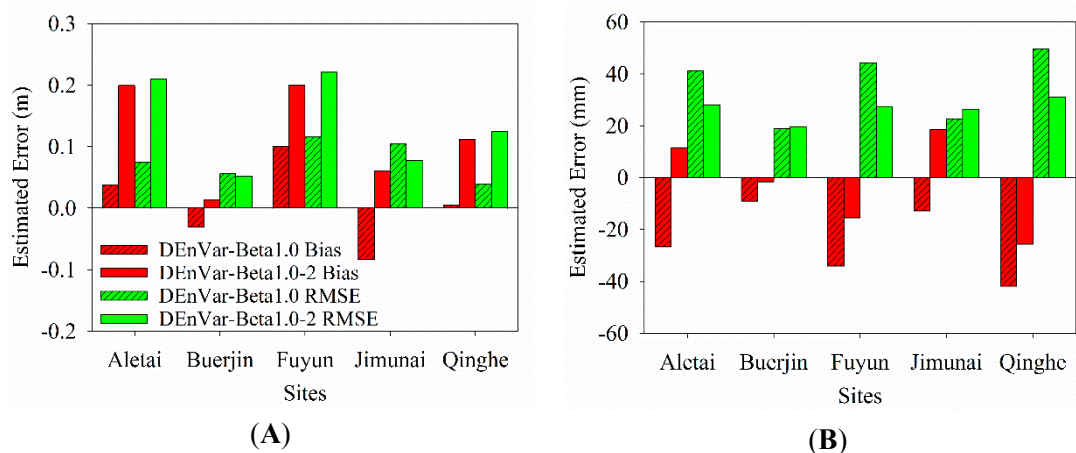 0.3
0.2
0.1
0.0
-0.1
-0.2
Estimated Error (m)
DEnVar-Beta1.0 Bias
DEnVar-Beta1.0-2 Bias
DEnVar-Beta1.0 RMSE
DEnVar-Beta1.0-2 RMSE
Aletai Buerjin Fuyun Jimunai Qinghe
Sites
(A)
60
40
20
0
-20
-40
-60
Estimated Error (mm)
Aletai Buerjin Fuyun Jimunai Qinghe
Sites
(B)